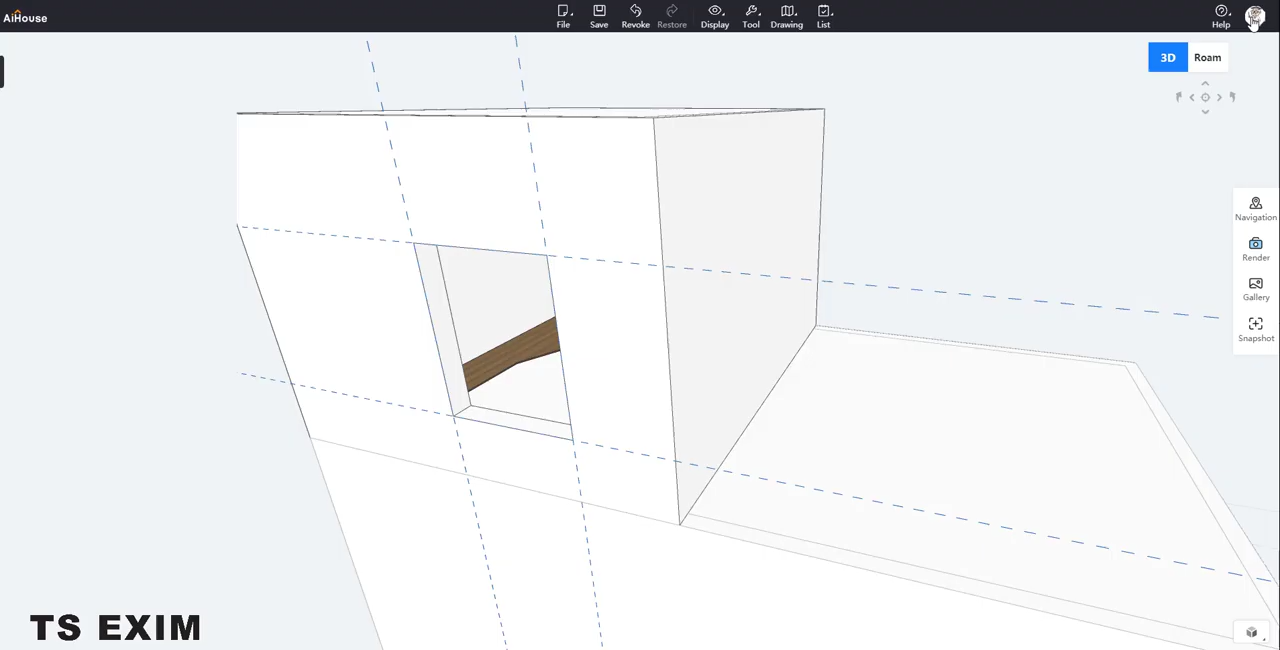 AiHouse
File
Save
Revoke
Restore
Display
Tool
Drawing
List
Help
3D
Roam
Navigation
Render
Gallery
Snapshot
TS EXIM